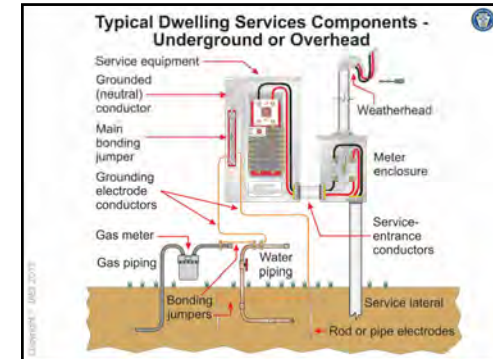 Typical Dwelling Services Components -
Underground or Overhead
Service equipment
Grounded
(neutral)
conductor
Weatherhead
Main
bonding
jumper
Meter
enclosure
Grounding
electrode
conductors
Service-
entrance
conductors
Gas meter
Gas piping
Water
piping
Bonding
jumpers
Service lateral
Rod or pipe electrodes